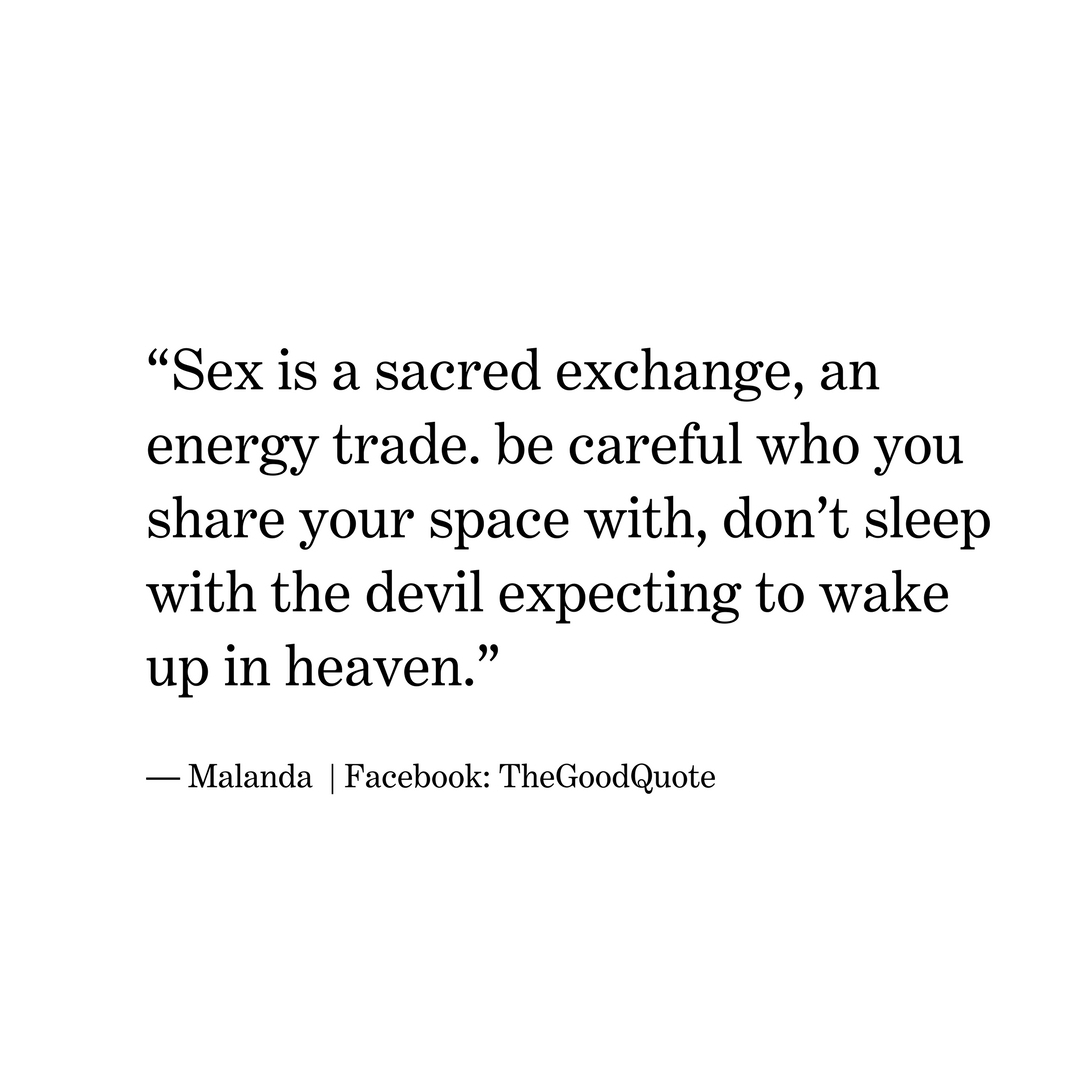 “Sex is a sacred exchange, an
energy trade. be careful who you
share your space with, don’t sleep
with the devil expecting to wake
up in heaven.”
— Malanda | Facebook: TheGoodQuote